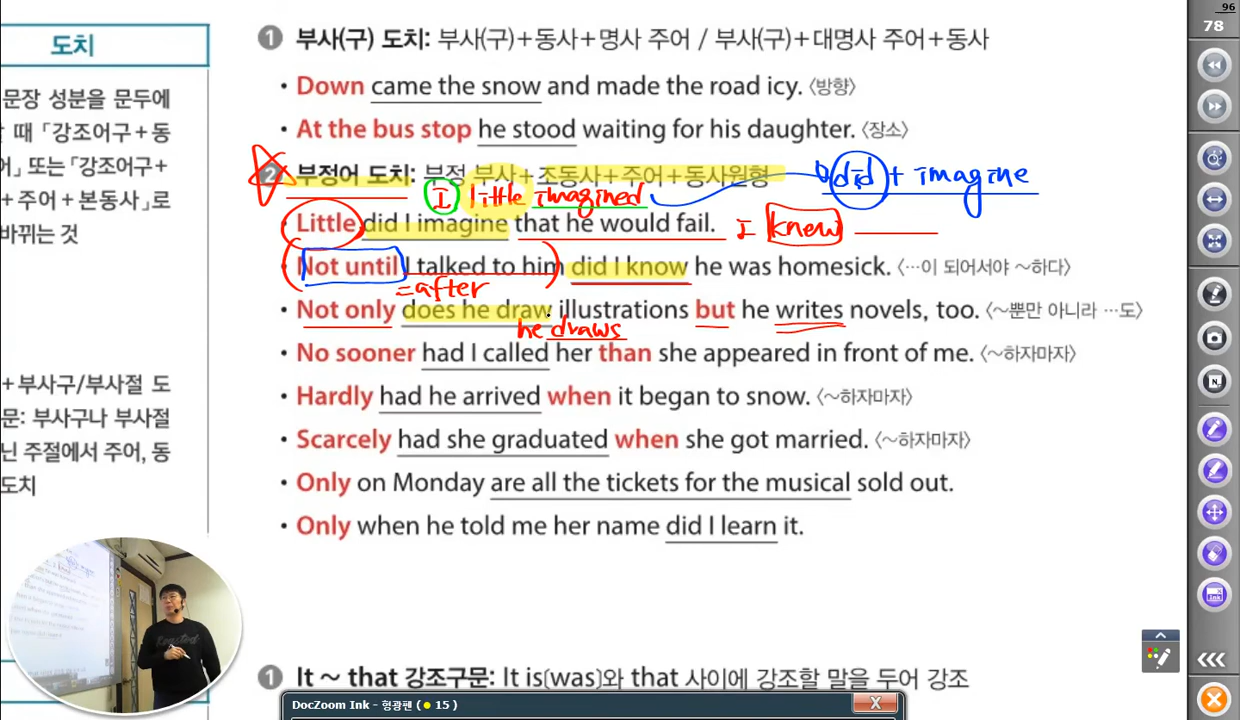 96
78
도치
문장 성분을 문두에
할 때 「강조어구+동
어」 또는 「강조어구+
+주어+본동사」로
바뀌는 것
+부사구/부사절 도
문: 부사구나 부사절
닌 주절에서 주어, 동
도치
1 부사(구) 도치: 부사(구)+동사+명사 주어 / 부사(구)+대명사 주어+동사
• Down came the snow and made the road icy. <방향>
• At the bus stop he stood waiting for his daughter. <장소>
2 부정어 도치: 부정 부사+조동사+주어+동사원형
did + imagine
I little imagined
• Little did I imagine that he would fail.
I knew
• Not until I talked to him did I know he was homesick. <…이 되어서야 ~하다>
=after
• Not only does he draw illustrations but he writes novels, too. <~뿐만 아니라 …도>
he draws
• No sooner had I called her than she appeared in front of me. <~하자마자>
• Hardly had he arrived when it began to snow. <~하자마자>
• Scarcely had she graduated when she got married. <~하자마자>
• Only on Monday are all the tickets for the musical sold out.
• Only when he told me her name did I learn it.
1 It ~ that 강조구문: It is(was)와 that 사이에 강조할 말을 두어 강조
DocZoom Ink - 형광펜 ( 15 )
N
ink